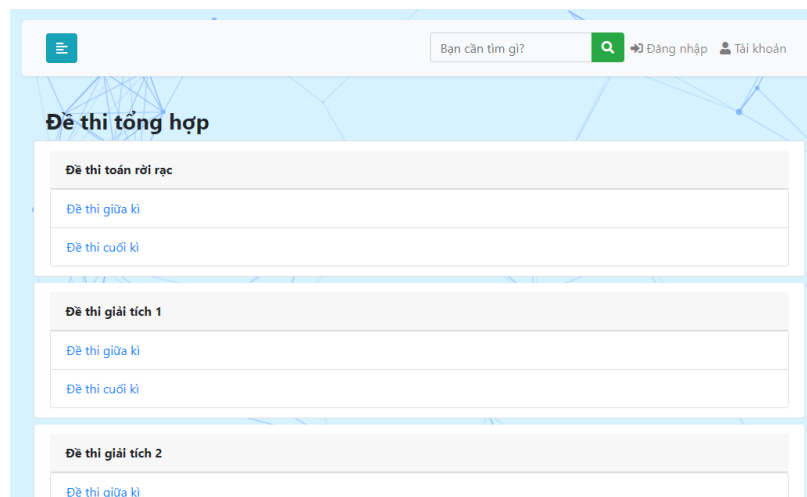 Bạn cần tìm gì?
Đăng nhập
Tài khoản
Đề thi tổng hợp
Đề thi toán rời rạc
Đề thi giữa kì
Đề thi cuối kì
Đề thi giải tích 1
Đề thi giữa kì
Đề thi cuối kì
Đề thi giải tích 2
Đề thi giữa kì